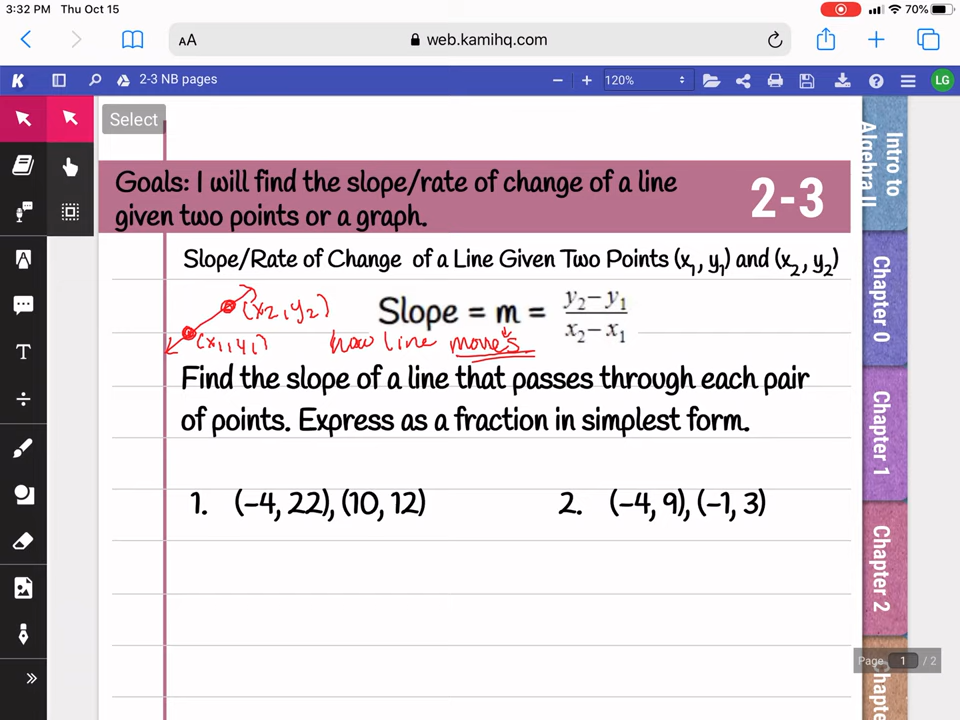 3:32 PM Thu Oct 15
70%
AA
web.kamihq.com
K
2-3 NB pages
120%
LG
Select
Goals: I will find the slope/rate of change of a line
given two points or a graph.
2-3
Slope/Rate of Change of a Line Given Two Points (x₁, y₁) and (x₂, y₂)
(x2, y2)
(x1, y1)
Slope = m = y₂ − y₁
x₂ − x₁
how line moves
Find the slope of a line that passes through each pair
of points. Express as a fraction in simplest form.
1. (-4, 22), (10, 12)
2. (-4, 9), (-1, 3)
Intro to
Algebra II
Chapter 0
Chapter 1
Chapter 2
Page 1 / 2